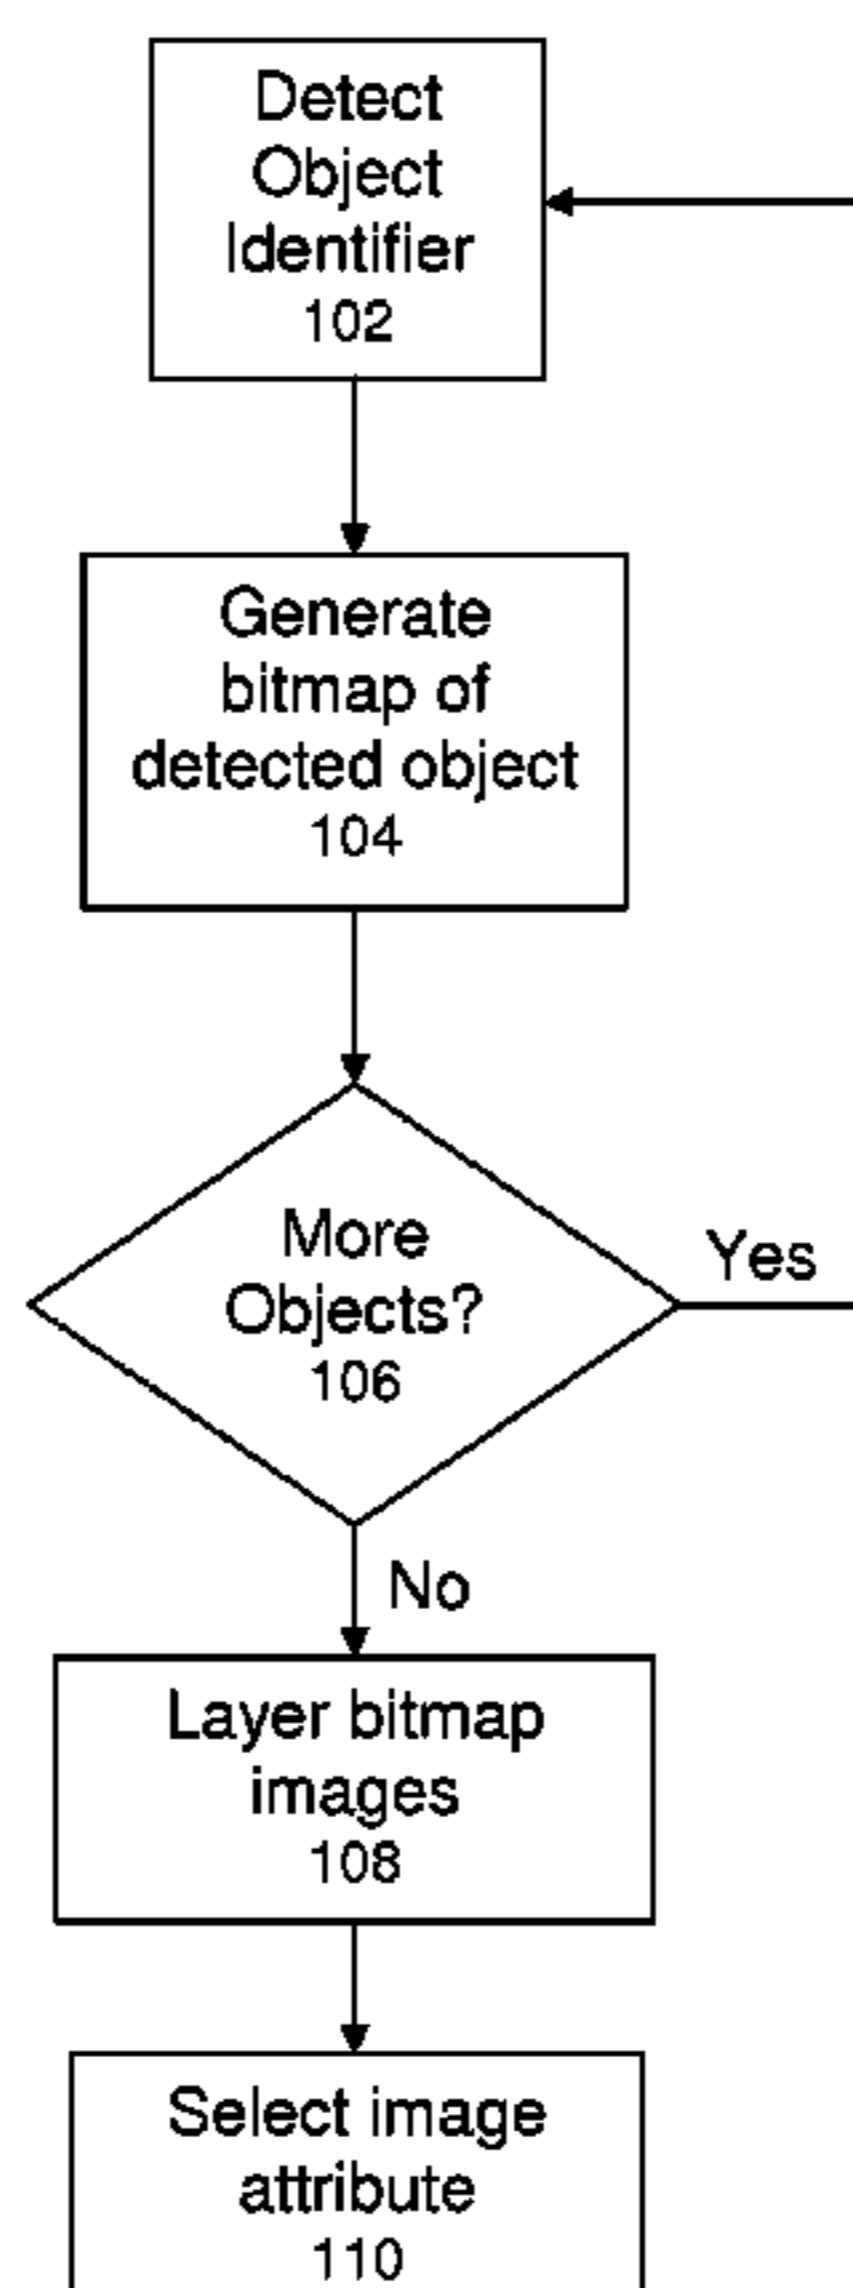 Detect
Object
Identifier
102
Generate
bitmap of
detected object
104
More
Objects?
106
Yes
No
Layer bitmap
images
108
Select image
attribute
110